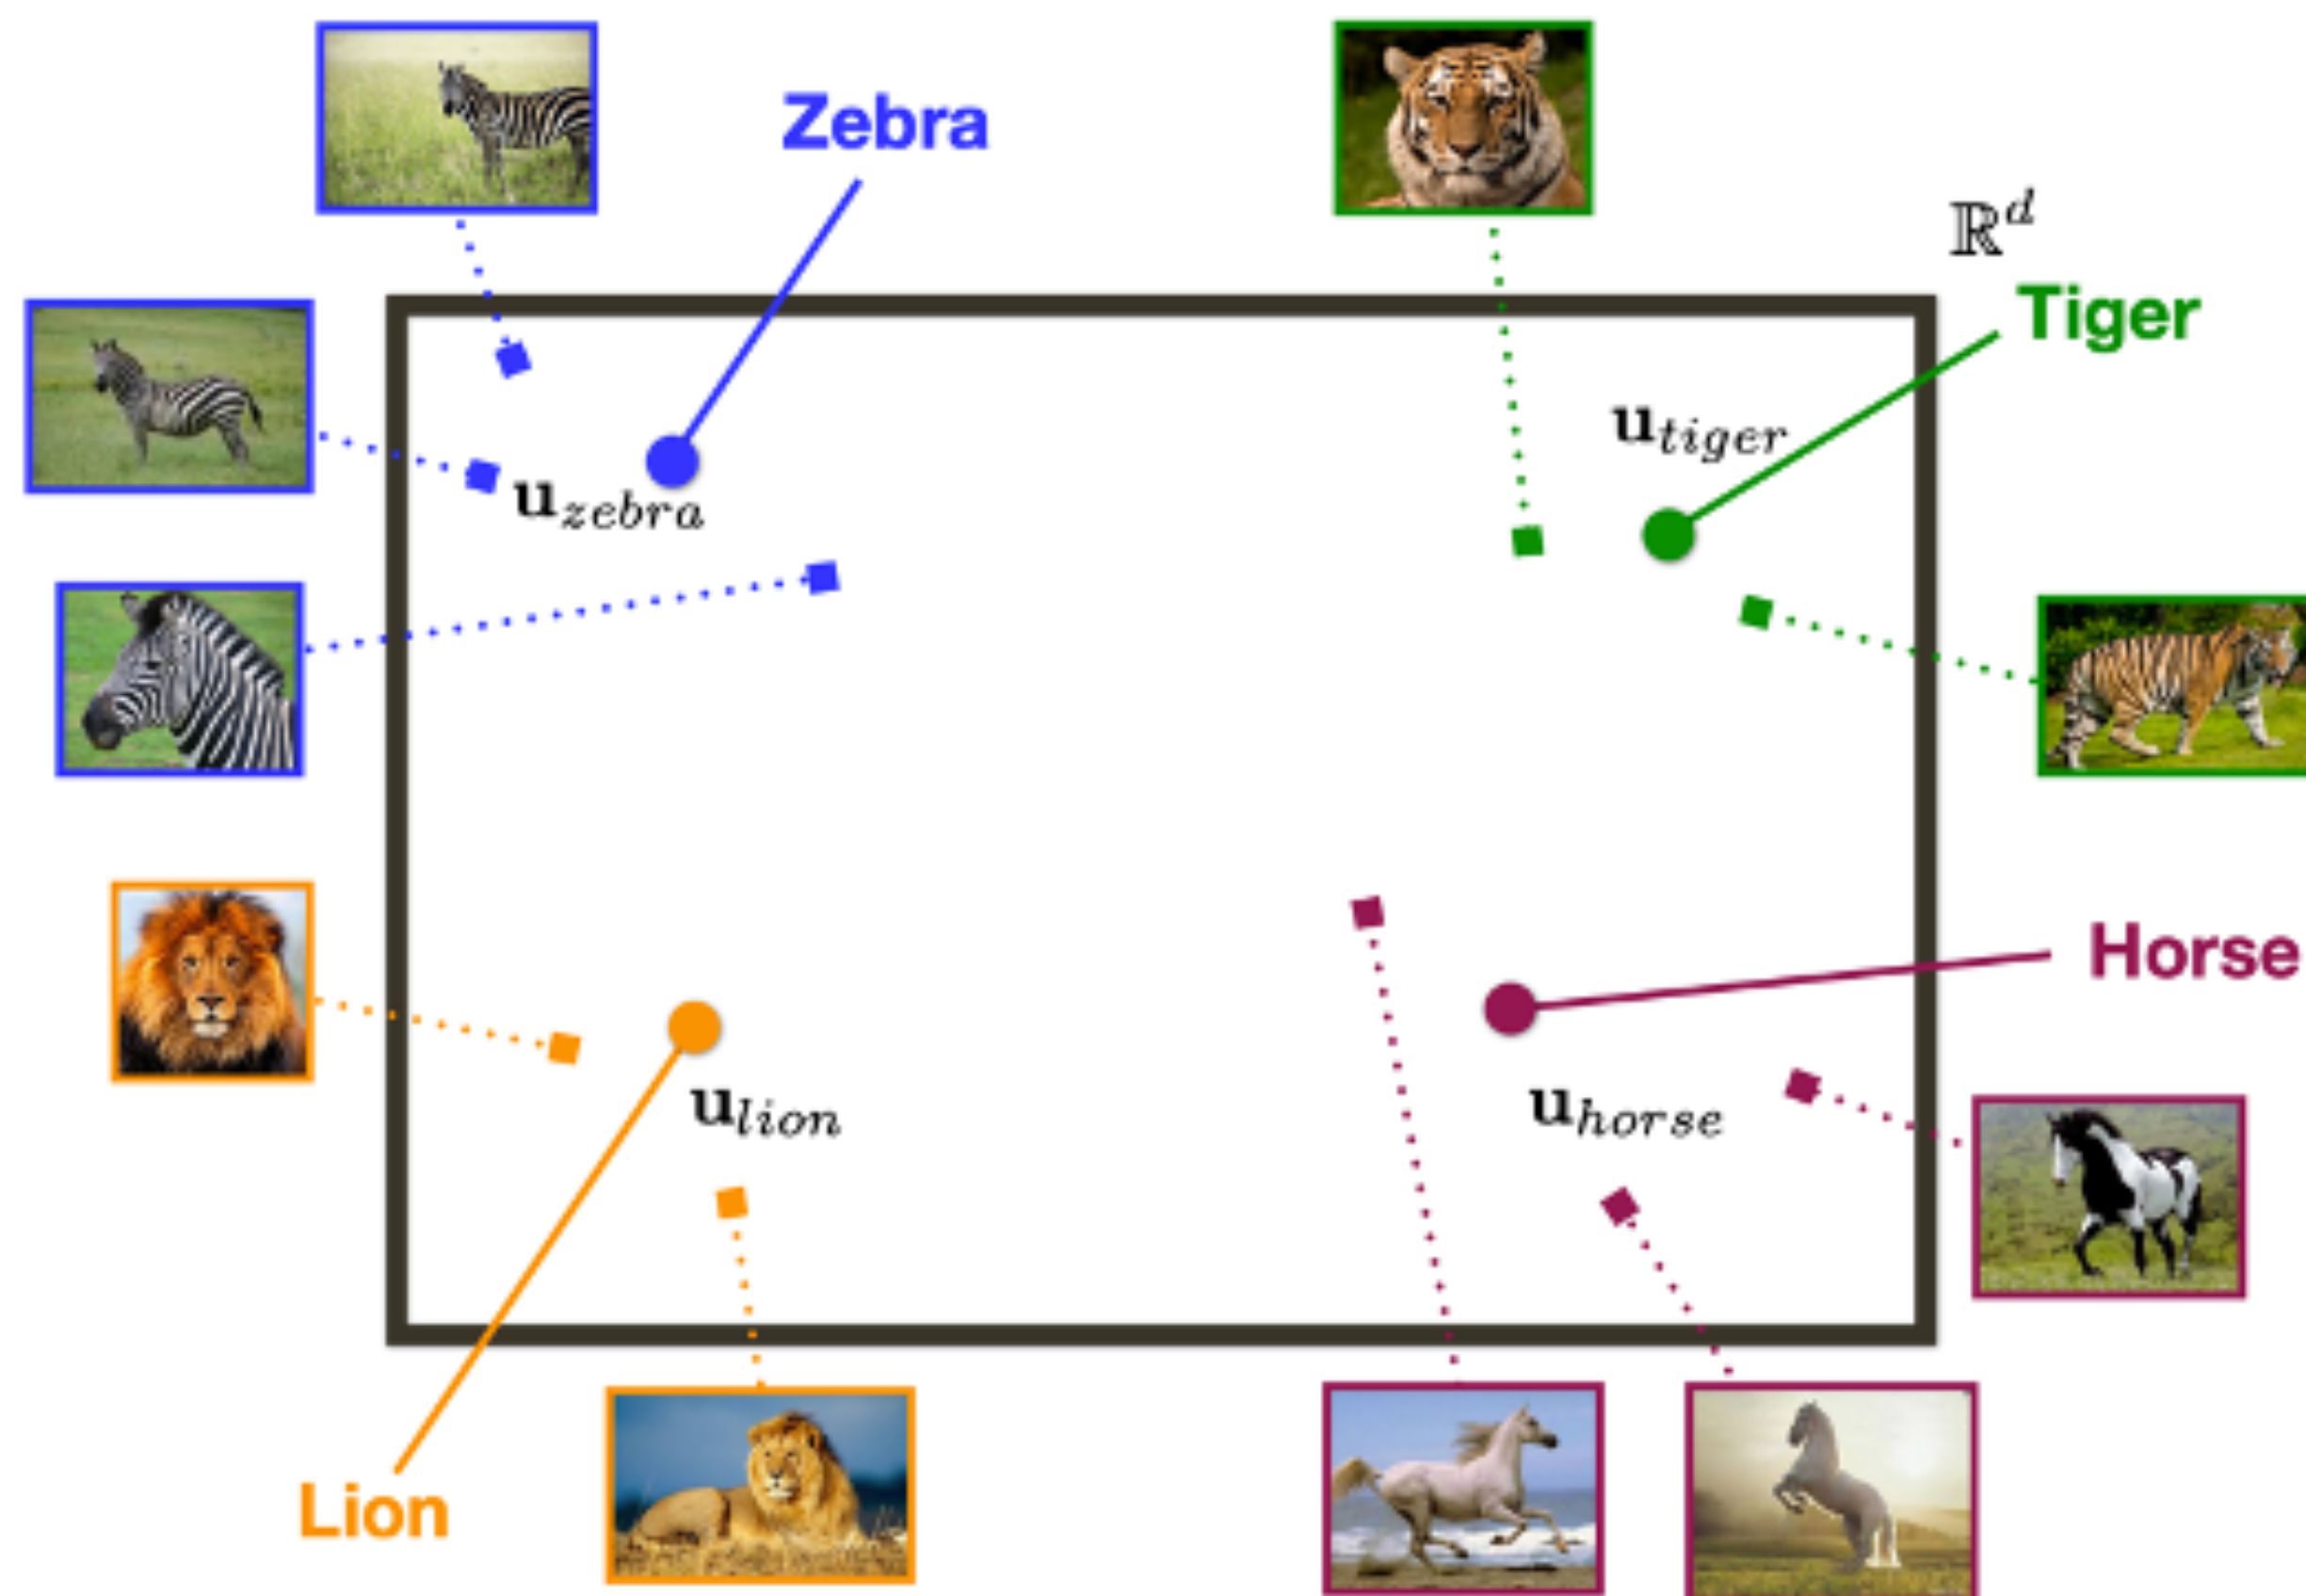 Zebra
ℝ^d
Tiger
u_tiger
u_zebra
Horse
u_lion
u_horse
Lion